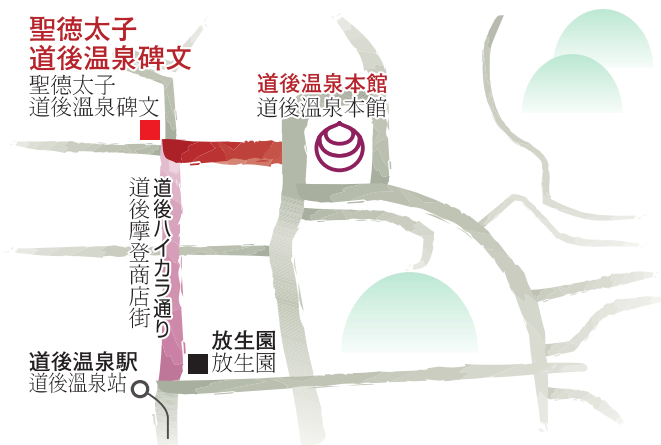 聖徳太子
道後温泉碑文
聖德太子
道後溫泉碑文
道後温泉本館
道後溫泉本館
道後ハイカラ通り
道後摩登商店街
放生園
放生園
道後温泉駅
道後溫泉站